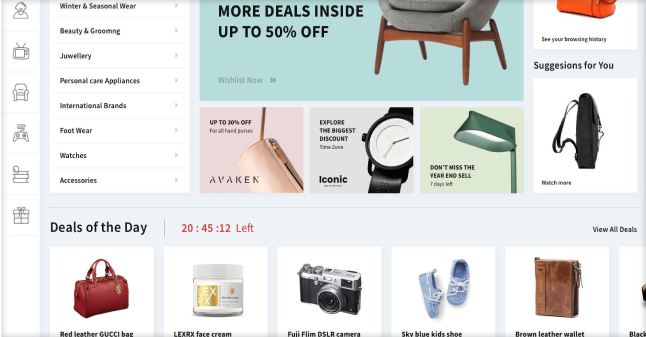 Winter & Seasonal Wear
Beauty & Groomng
Juwellery
Personal care Appliances
International Brands
Foot Wear
Watches
Accessories
MORE DEALS INSIDE
UP TO 50% OFF
Wishlist Now »
See your browsing history
Suggesions for You
Watch more
UP TO 30% OFF
For all hand purses
AVAKEN
EXPLORE
THE BIGGEST
DISCOUNT
Time Zone
Iconic
DON'T MISS THE
YEAR END SELL
7 days left
Deals of the Day
20 : 45 :12 Left
View All Deals
LEX
RX
Red leather GUCCI bag
LEXRX face cream
Fuji Flim DSLR camera
Sky blue kids shoe
Brown leather wallet
Black